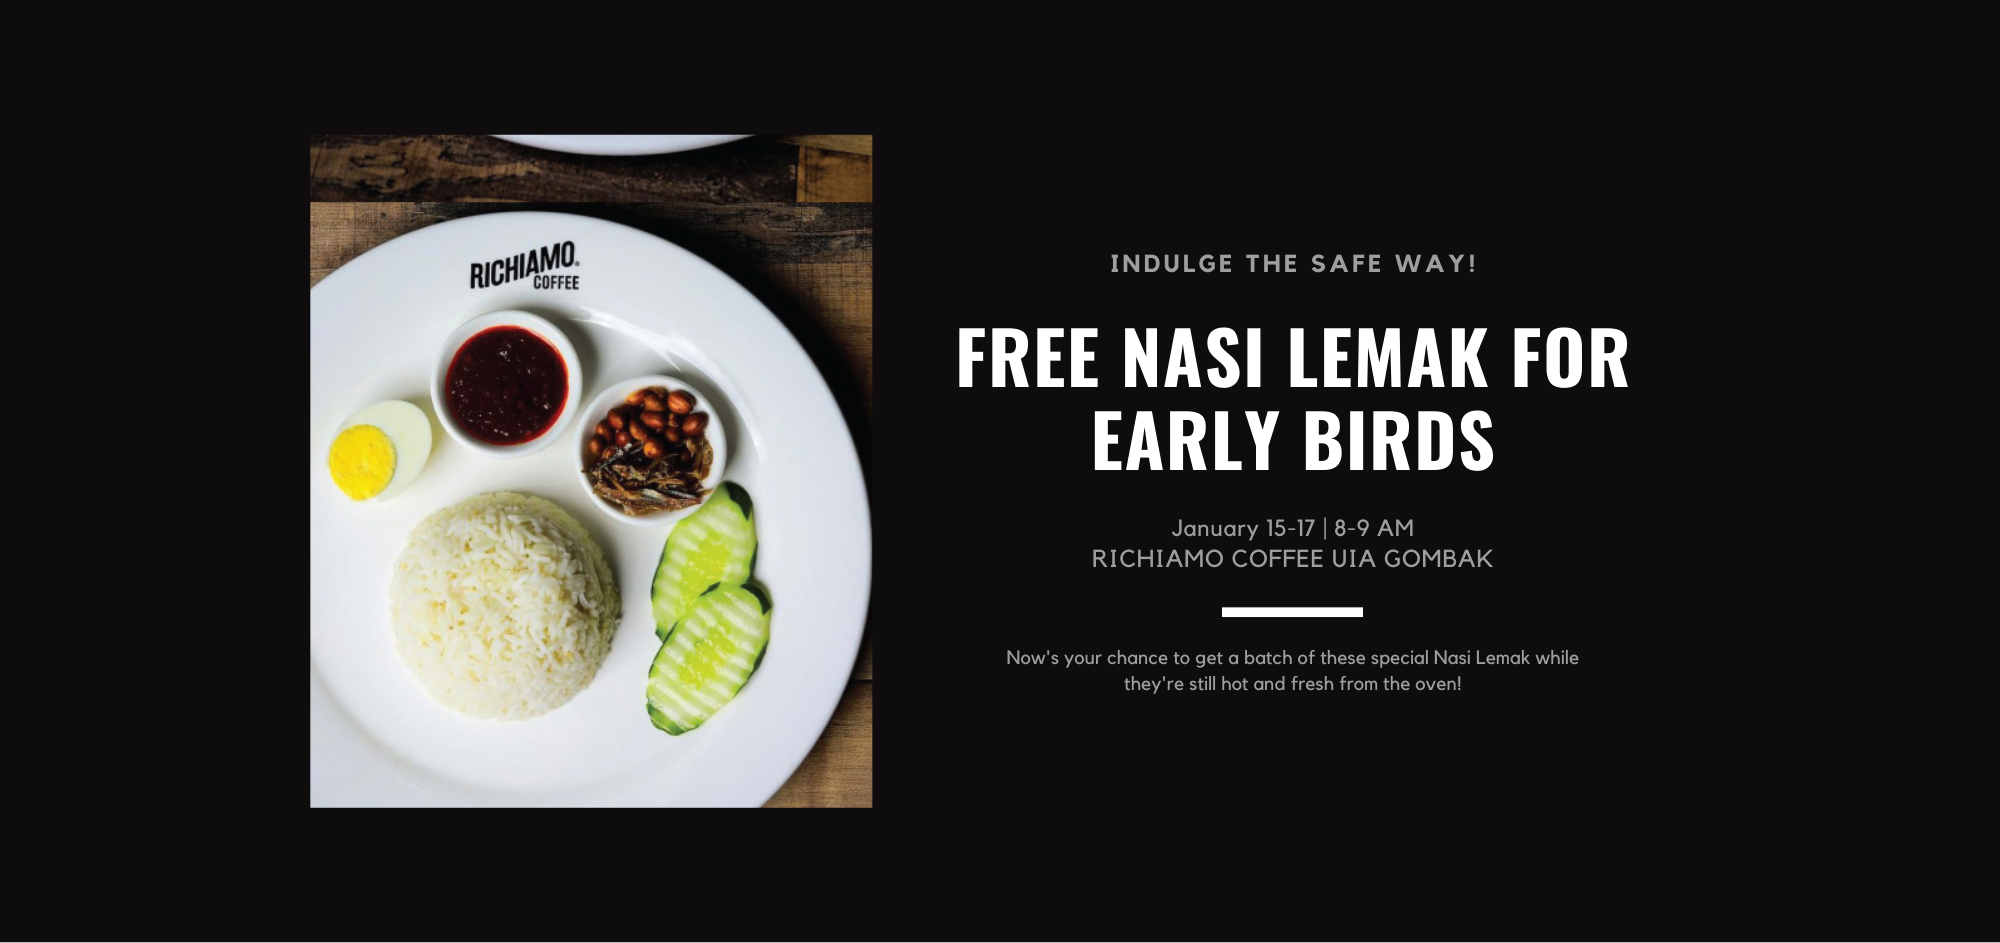 RICHIAMO
COFFEE
INDULGE THE SAFE WAY!
FREE NASI LEMAK FOR
EARLY BIRDS
January 15-17 | 8-9 AM
RICHIAMO COFFEE UIA GOMBAK
Now's your chance to get a batch of these special Nasi Lemak while
they're still hot and fresh from the oven!